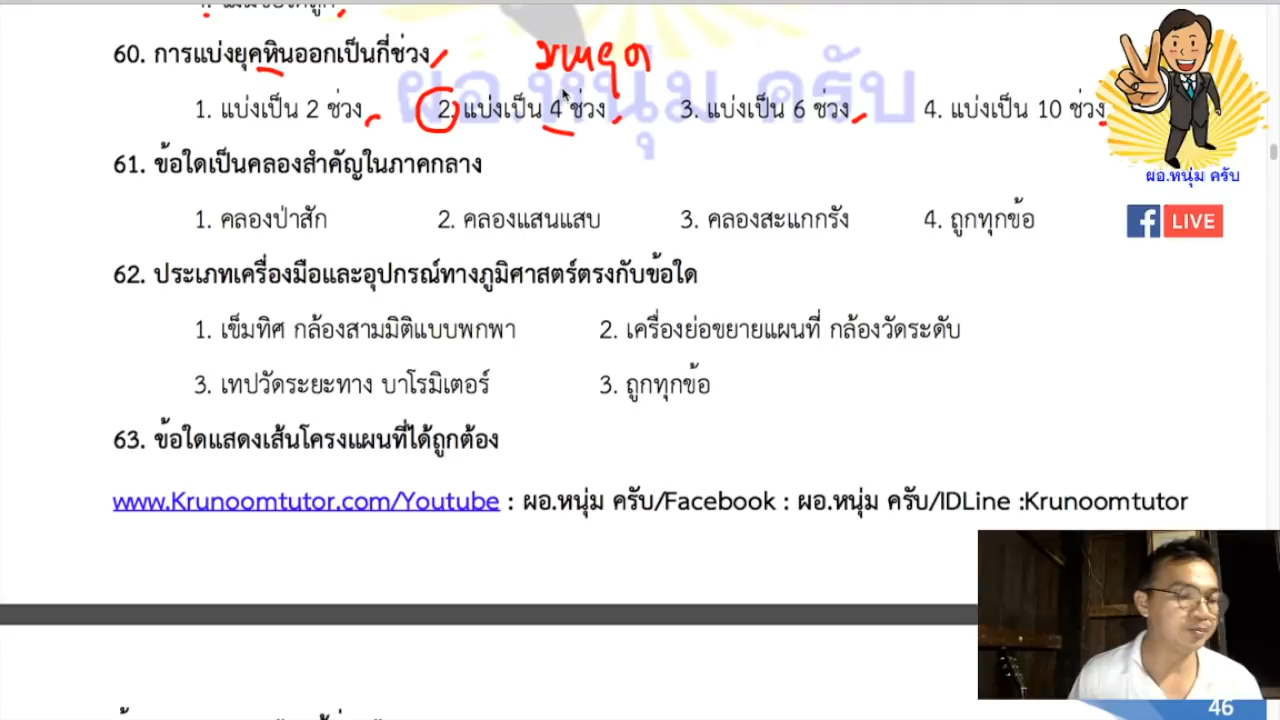 60. การแบ่งยุคหินออกเป็นกี่ช่วง
1. แบ่งเป็น 2 ช่วง 2. แบ่งเป็น 4 ช่วง 3. แบ่งเป็น 6 ช่วง 4. แบ่งเป็น 10 ช่วง
ผอ.หนุ่ม ครับ
ผอ.หนุ่ม ครับ
61. ข้อใดเป็นคลองสำคัญในภาคกลาง
1. คลองป่าสัก 2. คลองแสนแสบ 3. คลองสะแกกรัง 4. ถูกทุกข้อ
f LIVE
62. ประเภทเครื่องมือและอุปกรณ์ทางภูมิศาสตร์ตรงกับข้อใด
1. เข็มทิศ กล้องสามมิติแบบพกพา 2. เครื่องย่อขยายแผนที่ กล้องวัดระดับ
3. เทปวัดระยะทาง บาโรมิเตอร์ 3. ถูกทุกข้อ
63. ข้อใดแสดงเส้นโครงแผนที่ได้ถูกต้อง
www.Krunoomtutor.com/Youtube : ผอ.หนุ่ม ครับ/Facebook : ผอ.หนุ่ม ครับ/IDLine :Krunoomtutor
46